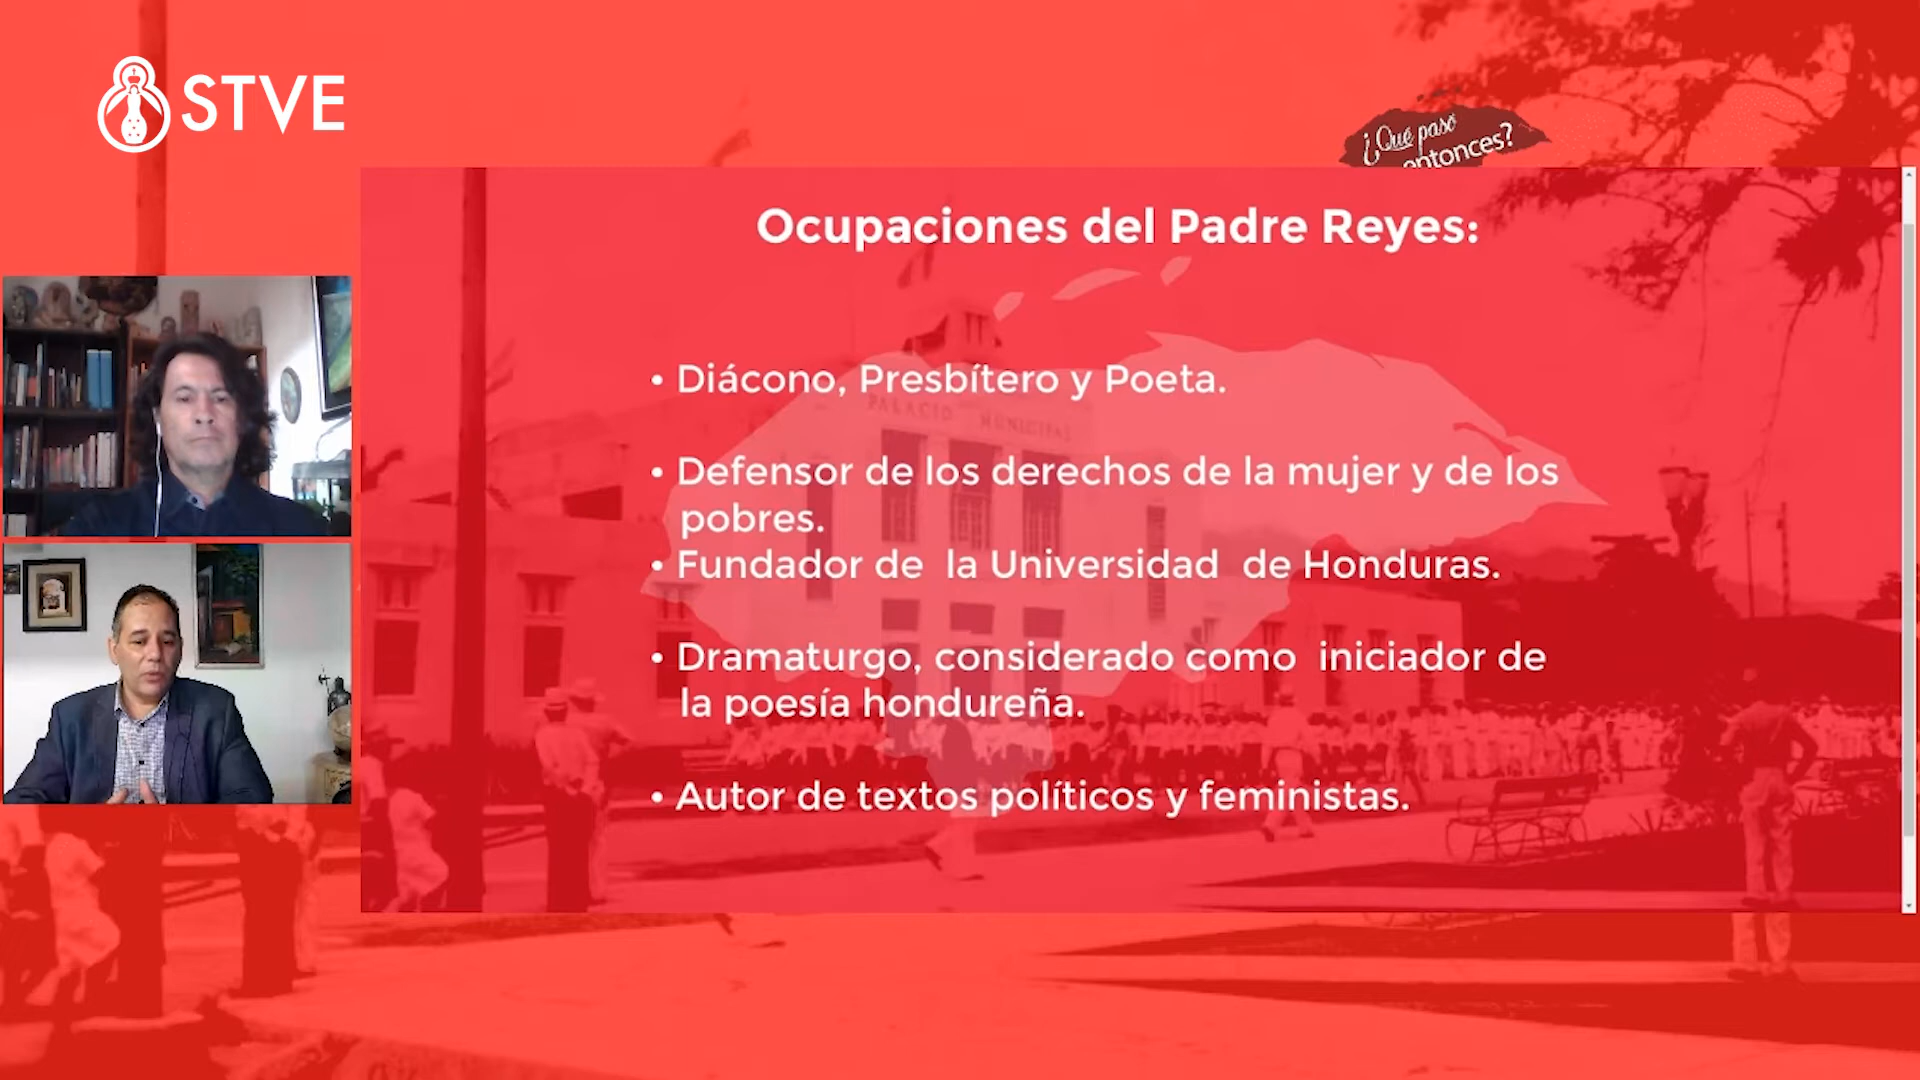 STVE
¿Qué pasó
entonces?
Ocupaciones del Padre Reyes:
• Diácono, Presbítero y Poeta.
PALACIO MUNICIPAL
• Defensor de los derechos de la mujer y de los
pobres.
• Fundador de la Universidad de Honduras.
• Dramaturgo, considerado como iniciador de
la poesía hondureña.
• Autor de textos políticos y feministas.